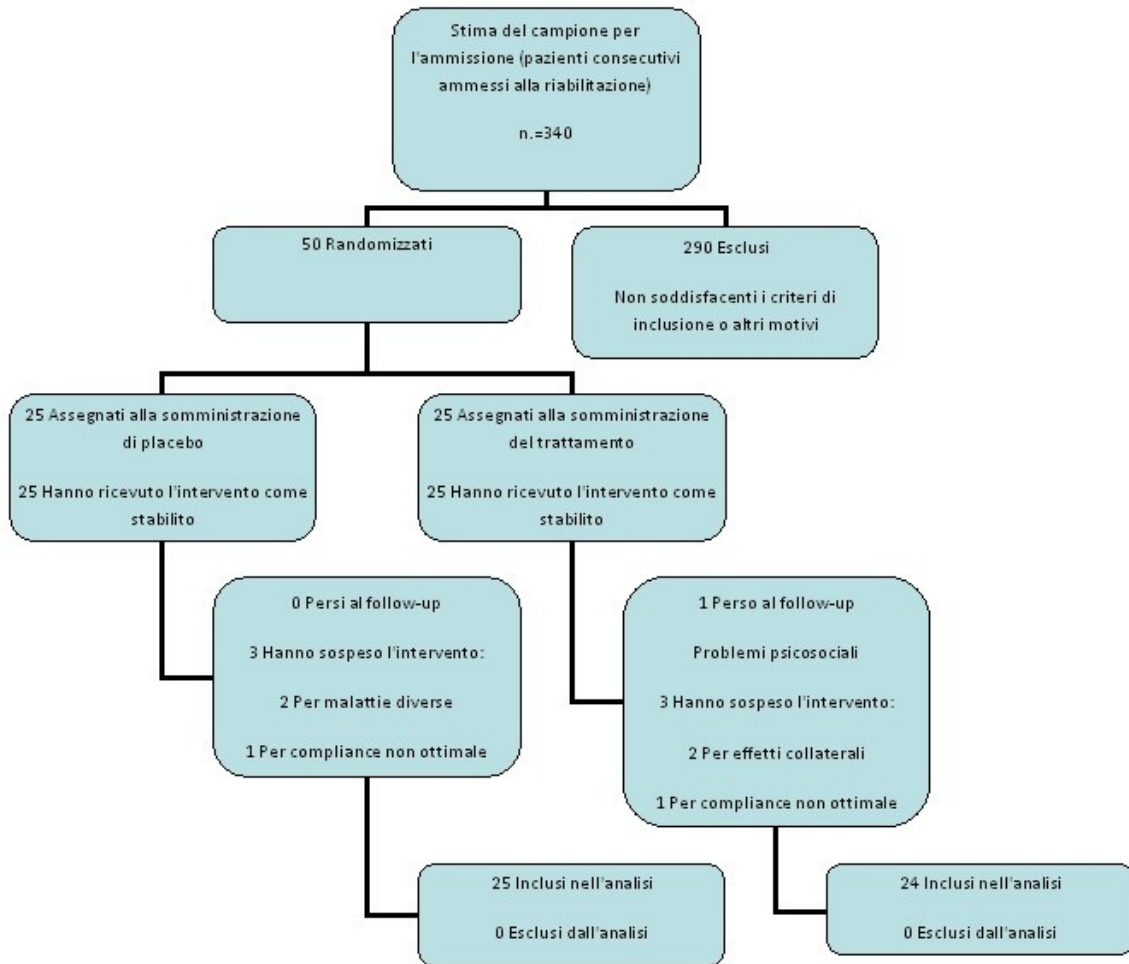 Stima del campione per
l'ammissione (pazienti consecutivi
ammessi alla riabilitazione)
n.=340
50 Randomizzati
290 Esclusi
Non soddisfacenti i criteri di
inclusione o altri motivi
25 Assegnati alla somministrazione
di placebo
25 Hanno ricevuto l'intervento come
stabilito
25 Assegnati alla somministrazione
del trattamento
25 Hanno ricevuto l'intervento come
stabilito
0 Persi al follow-up
3 Hanno sospeso l'intervento:
2 Per malattie diverse
1 Per compliance non ottimale
1 Perso al follow-up
Problemi psicosociali
3 Hanno sospeso l'intervento:
2 Per effetti collaterali
1 Per compliance non ottimale
25 Inclusi nell'analisi
0 Esclusi dall'analisi
24 Inclusi nell'analisi
0 Esclusi dall'analisi